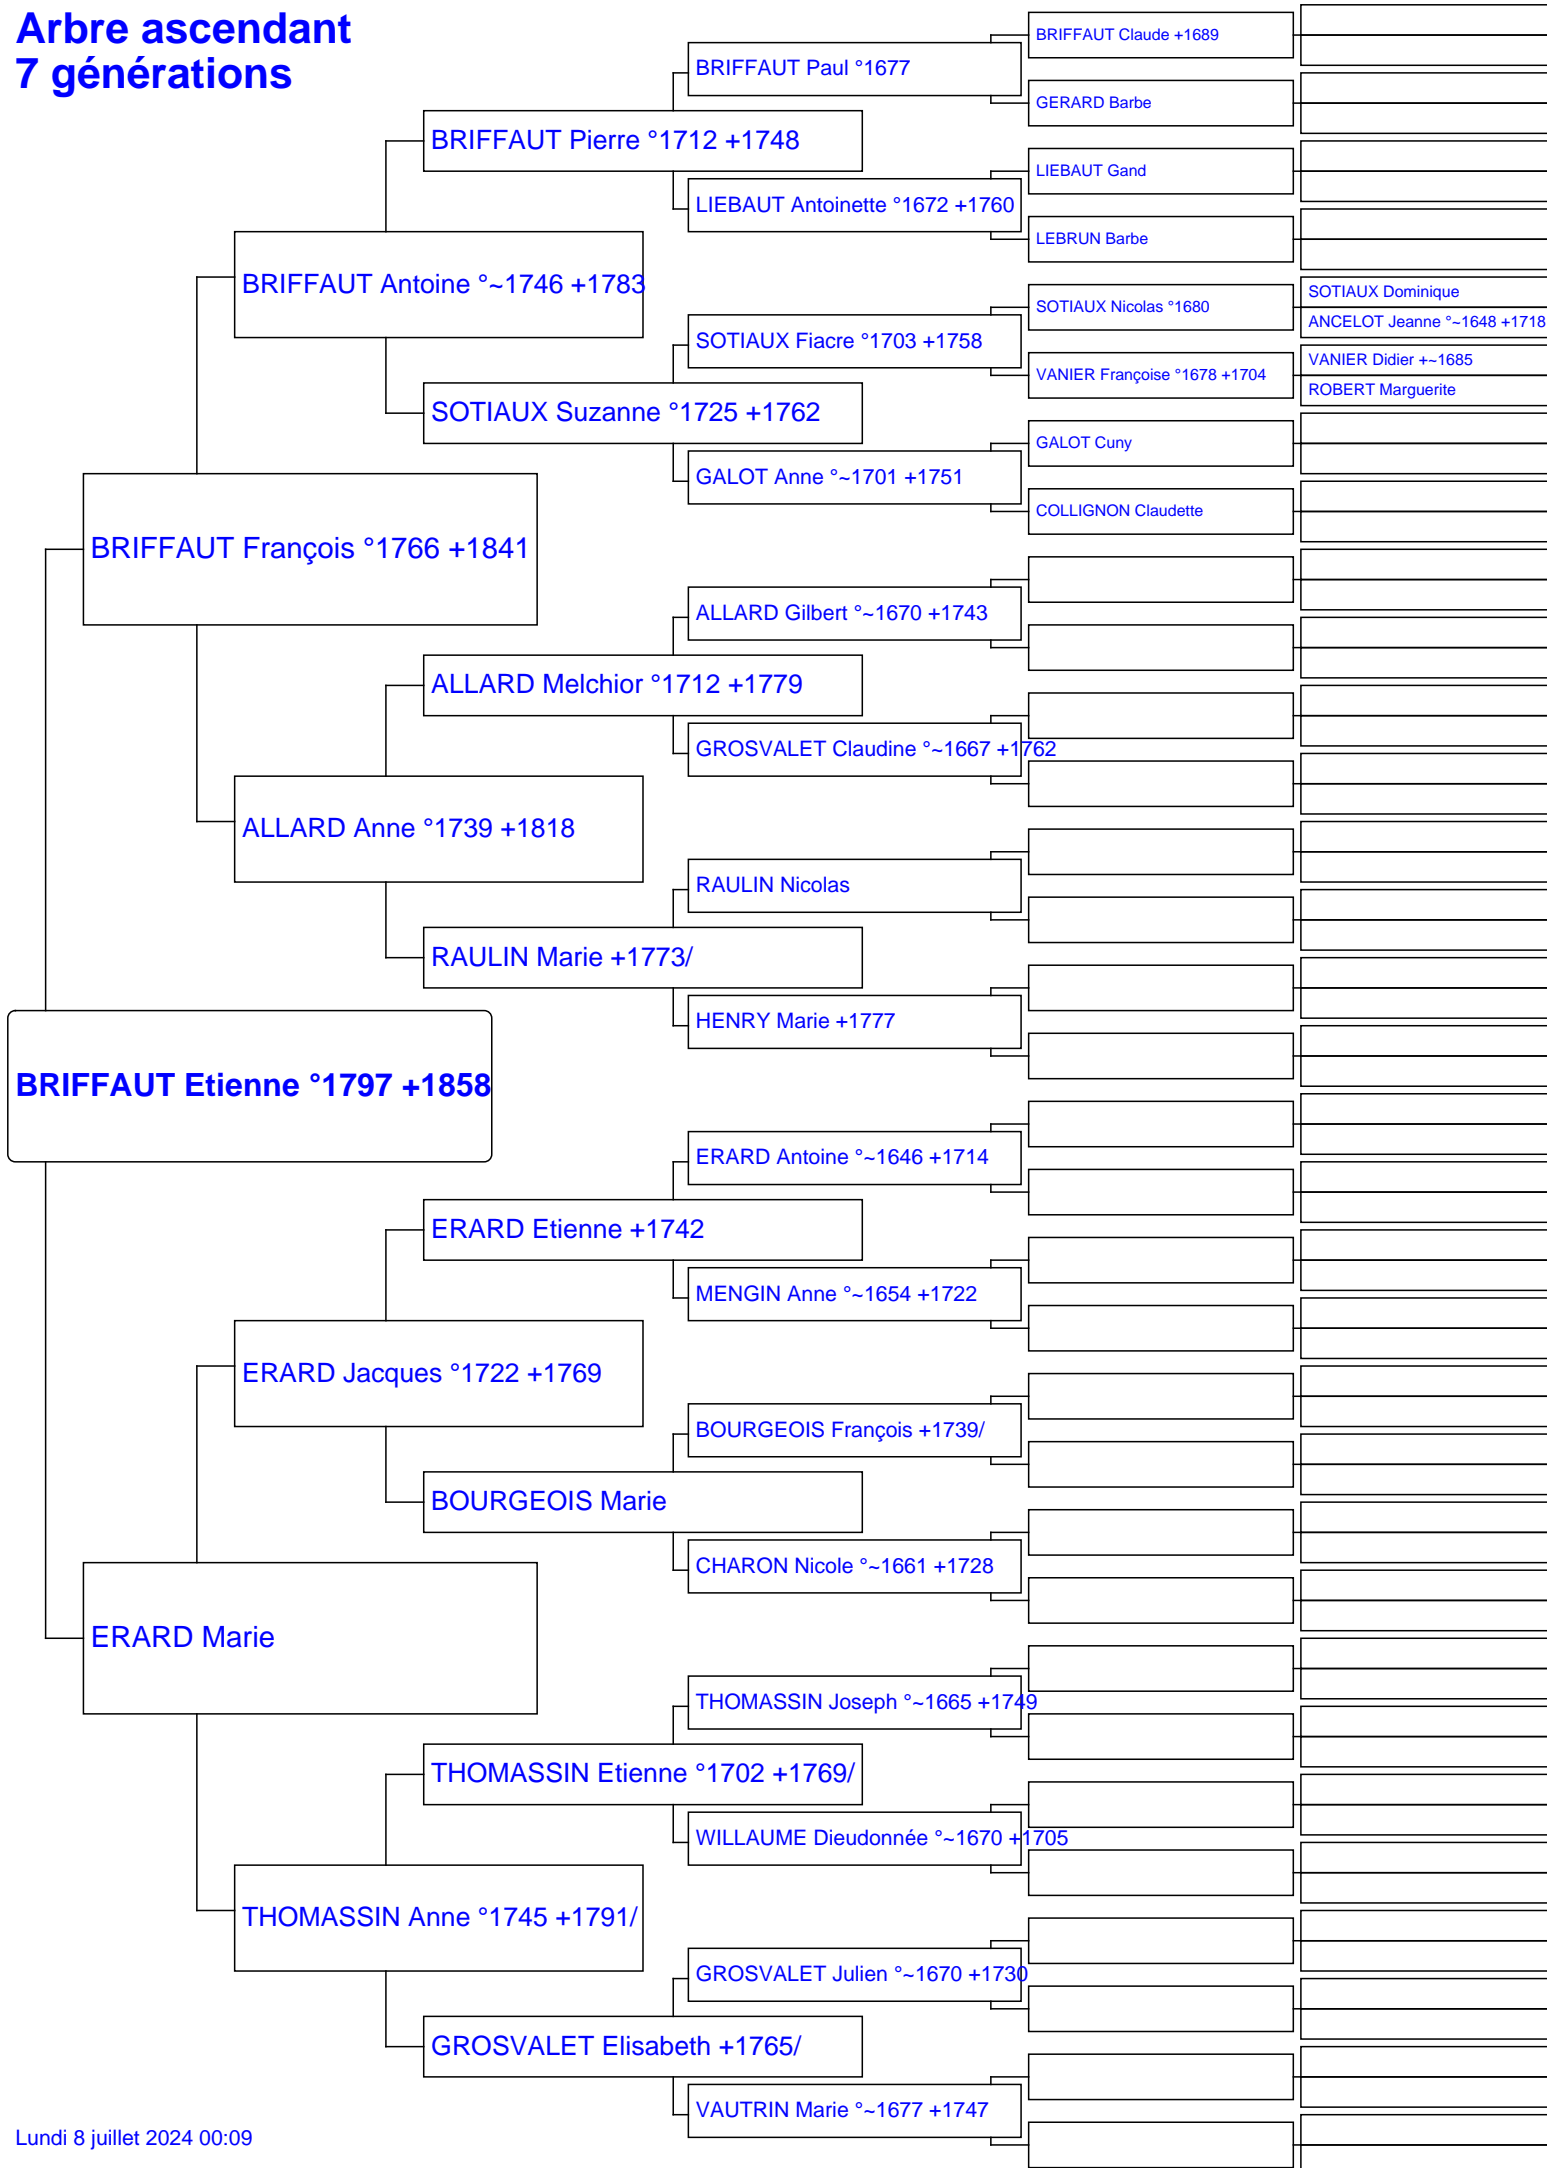 Arbre ascendant
7 générations
BRIFFAUT Claude +1689
BRIFFAUT Paul °1677
GERARD Barbe
BRIFFAUT Pierre °1712 +1748
LIEBAUT Gand
LIEBAUT Antoinette °1672 +1760
LEBRUN Barbe
BRIFFAUT Antoine °~1746 +1783
SOTIAUX Dominique
SOTIAUX Nicolas °1680
ANCELOT Jeanne °~1648 +1718
SOTIAUX Fiacre °1703 +1758
VANIER Didier +~1685
VANIER Françoise °1678 +1704
ROBERT Marguerite
SOTIAUX Suzanne °1725 +1762
GALOT Cuny
GALOT Anne °~1701 +1751
COLLIGNON Claudette
BRIFFAUT François °1766 +1841
ALLARD Gilbert °~1670 +1743
ALLARD Melchior °1712 +1779
GROSVALET Claudine °~1667 +1762
ALLARD Anne °1739 +1818
RAULIN Nicolas
RAULIN Marie +1773/
HENRY Marie +1777
BRIFFAUT Etienne °1797 +1858
ERARD Antoine °~1646 +1714
ERARD Etienne +1742
MENGIN Anne °~1654 +1722
ERARD Jacques °1722 +1769
BOURGEOIS François +1739/
BOURGEOIS Marie
CHARON Nicole °~1661 +1728
ERARD Marie
THOMASSIN Joseph °~1665 +1749
THOMASSIN Etienne °1702 +1769/
WILLAUME Dieudonnée °~1670 +1705
THOMASSIN Anne °1745 +1791/
GROSVALET Julien °~1670 +1730
GROSVALET Elisabeth +1765/
VAUTRIN Marie °~1677 +1747
Lundi 8 juillet 2024 00:09